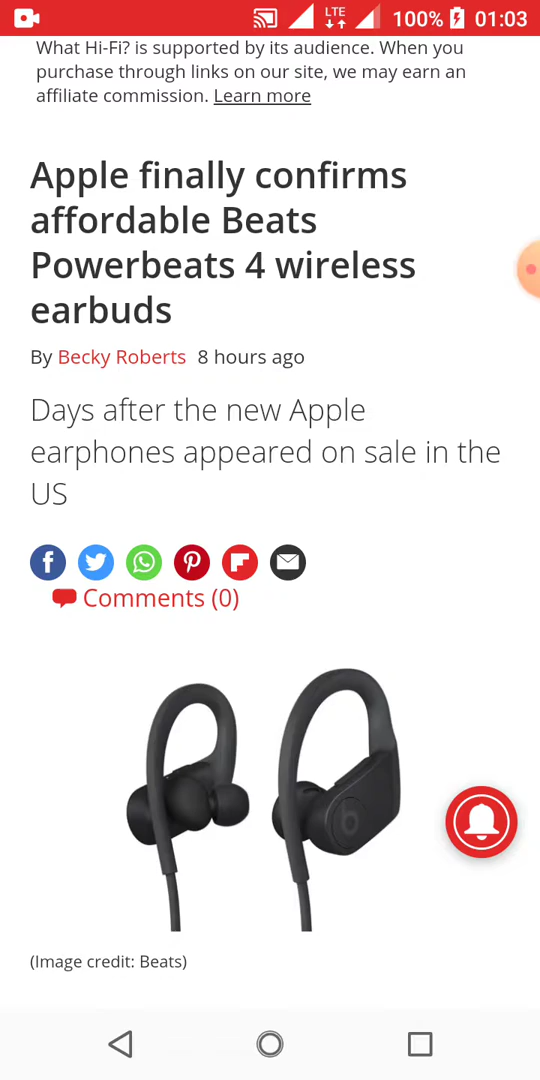 LTE 100% 01:03
What Hi-Fi? is supported by its audience. When you
purchase through links on our site, we may earn an
affiliate commission. Learn more
Apple finally confirms
affordable Beats
Powerbeats 4 wireless
earbuds
By Becky Roberts 8 hours ago
Days after the new Apple
earphones appeared on sale in the
US
Comments (0)
(Image credit: Beats)